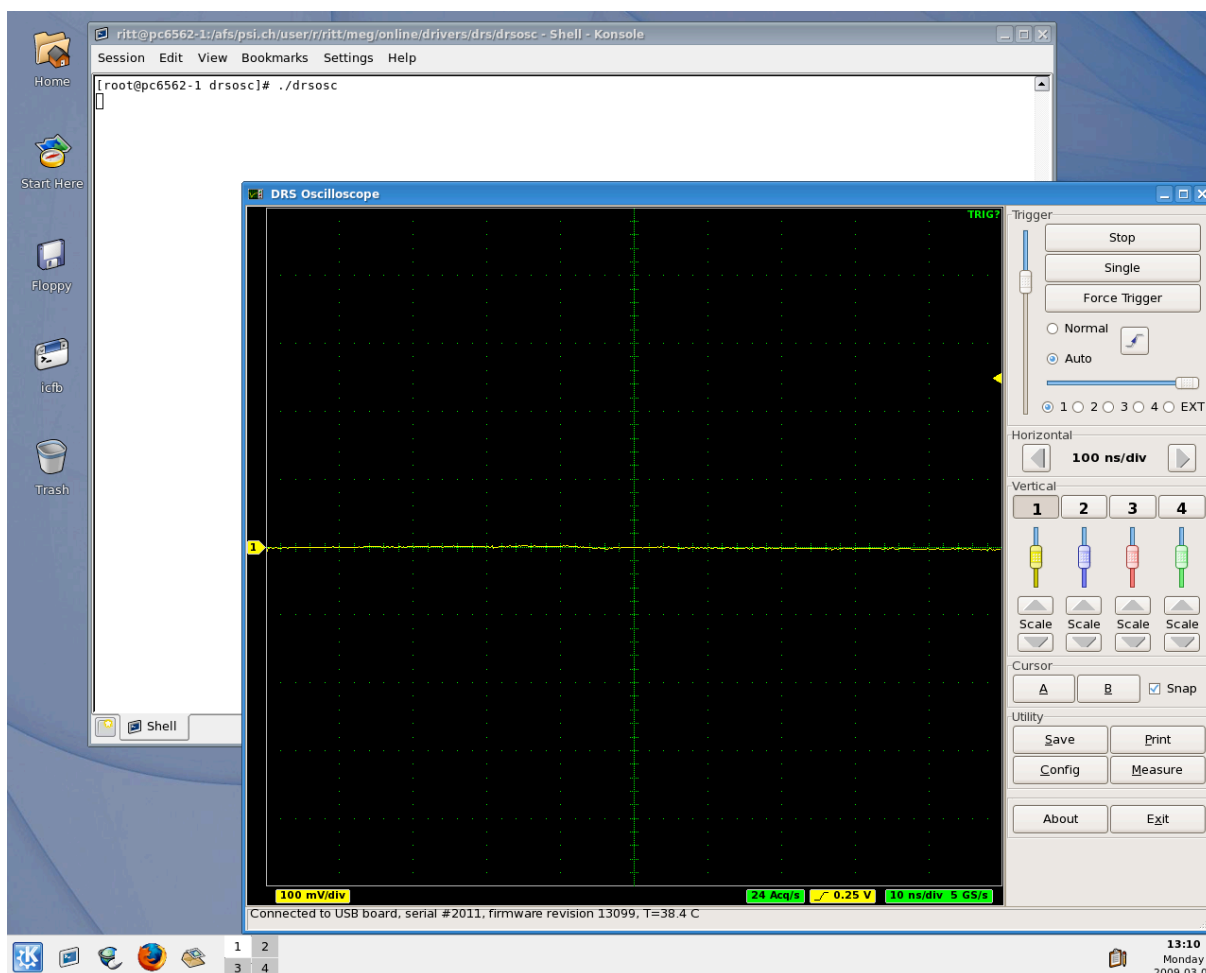 ritt@pc6562-1:/afs/psi.ch/user/r/ritt/meg/online/drivers/drs/drsosc - Shell - Konsole
Session Edit View Bookmarks Settings Help
[root@pc6562-1 drsosc]# ./drsosc
Home
Start Here
Floppy
icfb
Trash
Shell
DRS Oscilloscope
TRIG?
1
100 mV/div
24 Acq/s
0.25 V
10 ns/div 5 GS/s
Connected to USB board, serial #2011, firmware revision 13099, T=38.4 C
Trigger
Stop
Single
Force Trigger
Normal
Auto
1 2 3 4 EXT
Horizontal
100 ns/div
Vertical
1 2 3 4
Scale Scale Scale Scale
Cursor
A B Snap
Utility
Save Print
Config Measure
About Exit
1 2
3 4
13:10
Monday